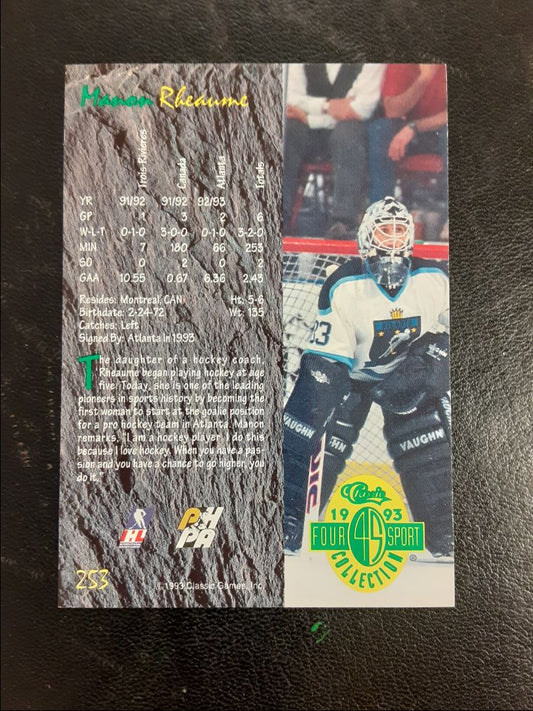 Manon Rheaume
Trois-Rivieres Canada Atlanta Totals
YR 91/92 91/92 92/93
GP 1 3 2 6
W-L-T 0-1-0 3-0-0 0-1-0 3-2-0
MIN 7 180 66 253
SO 0 2 0 2
GAA 10.55 0.67 6.36 2.43
Resides: Montreal, CAN Ht: 5-6
Birthdate: 2-24-72 Wt: 135
Catches: Left
Signed By: Atlanta in 1993
The daughter of a hockey coach,
Rheaume began playing hockey at age
five. Today, she is one of the leading
pioneers in sports history by becoming the
first woman to start at the goalie position
for a pro hockey team in Atlanta. Manon
remarks, "I am a hockey player. I do this
because I love hockey. When you have a pas-
sion and you have a chance to go higher, you
do it."
IHL
PHPA
253
© 1993 Classic Games, Inc.
33
VAUGHN
VAUGHN
VAUGHN
Classic
1993
FOUR 4S SPORT
COLLECTION
®